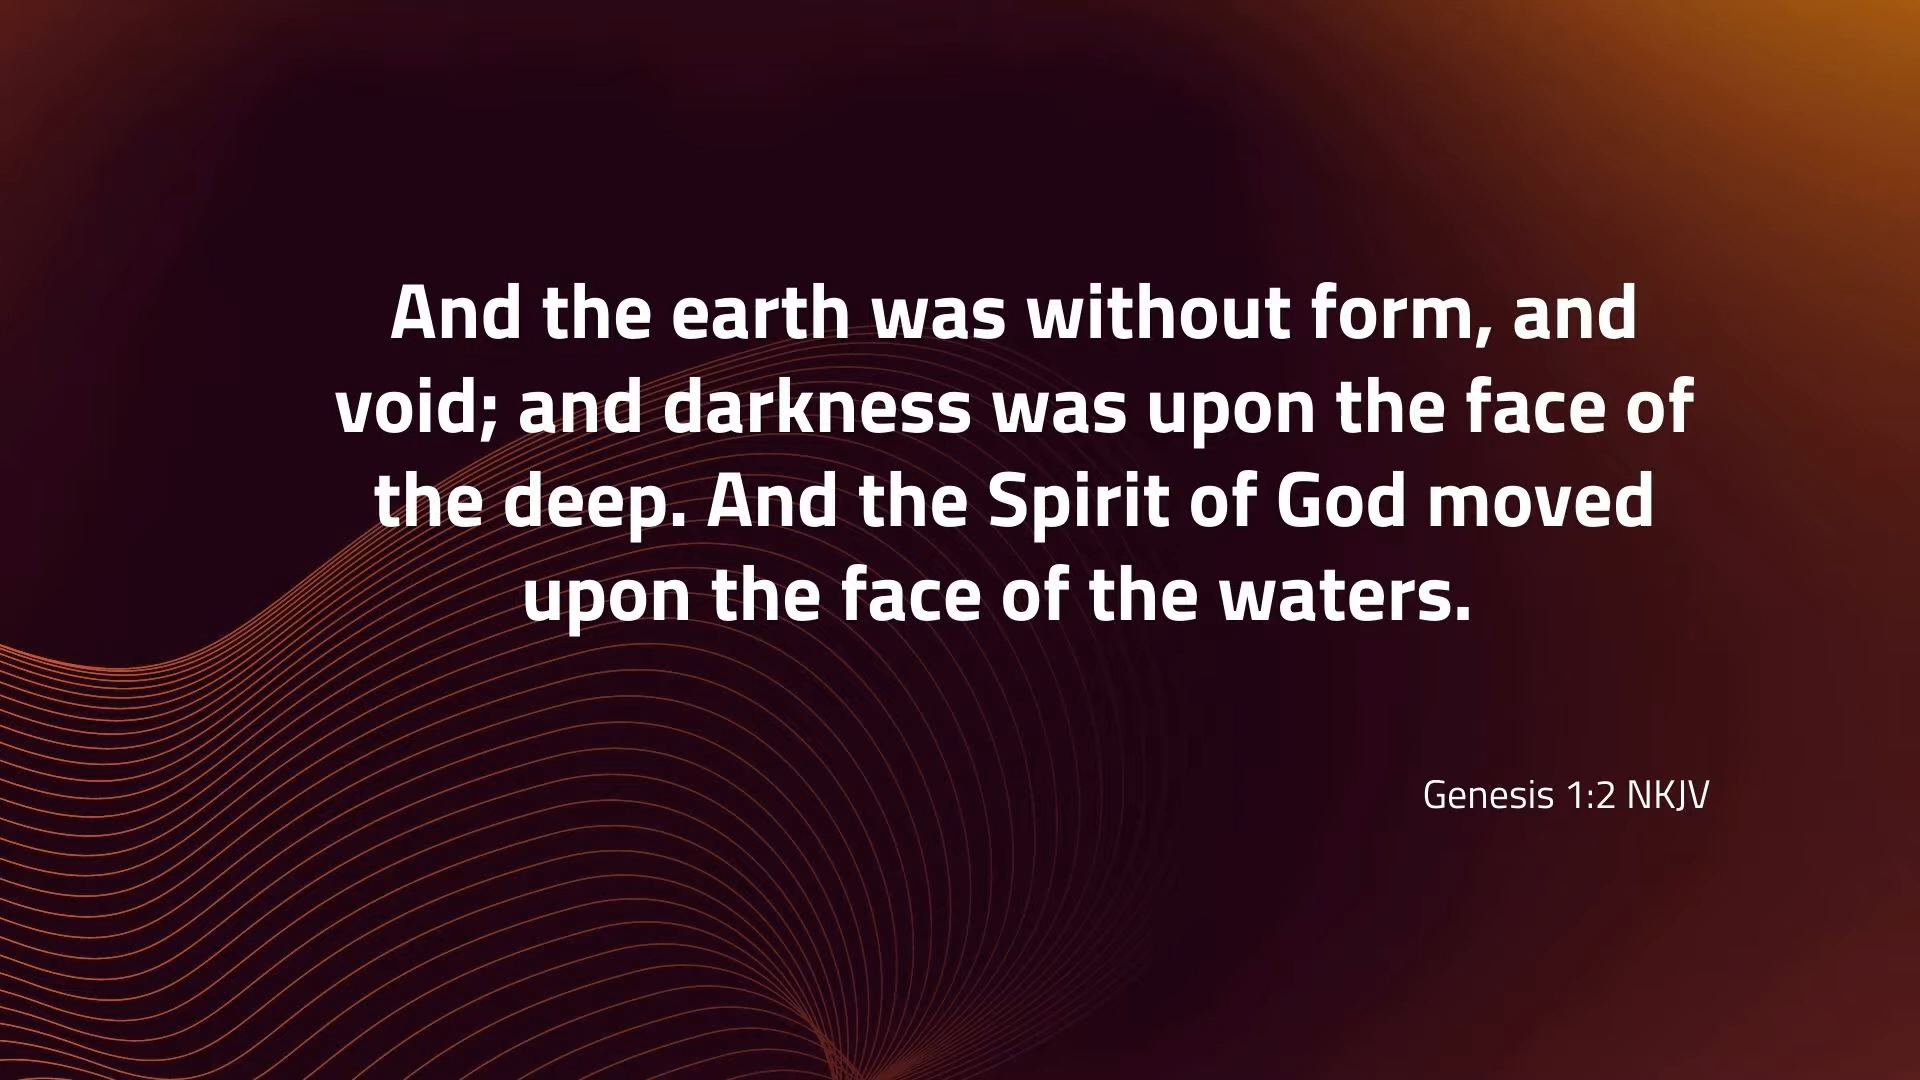 And the earth was without form, and
void; and darkness was upon the face of
the deep. And the Spirit of God moved
upon the face of the waters.
Genesis 1:2 NKJV